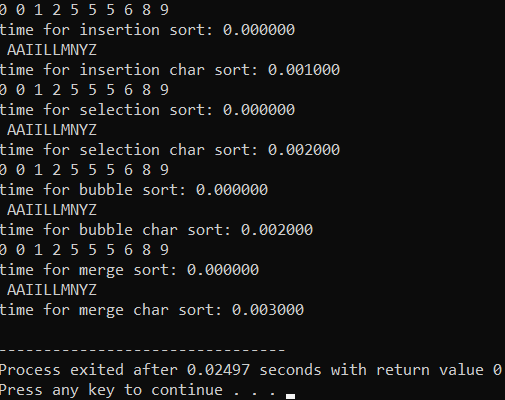 0 0 1 2 5 5 5 6 8 9
time for insertion sort: 0.000000
 AAIILLMNYZ
time for insertion char sort: 0.001000
0 0 1 2 5 5 5 6 8 9
time for selection sort: 0.000000
 AAIILLMNYZ
time for selection char sort: 0.002000
0 0 1 2 5 5 5 6 8 9
time for bubble sort: 0.000000
 AAIILLMNYZ
time for bubble char sort: 0.002000
0 0 1 2 5 5 5 6 8 9
time for merge sort: 0.000000
 AAIILLMNYZ
time for merge char sort: 0.003000
--------------------------------
Process exited after 0.02497 seconds with return value 0
Press any key to continue . . .